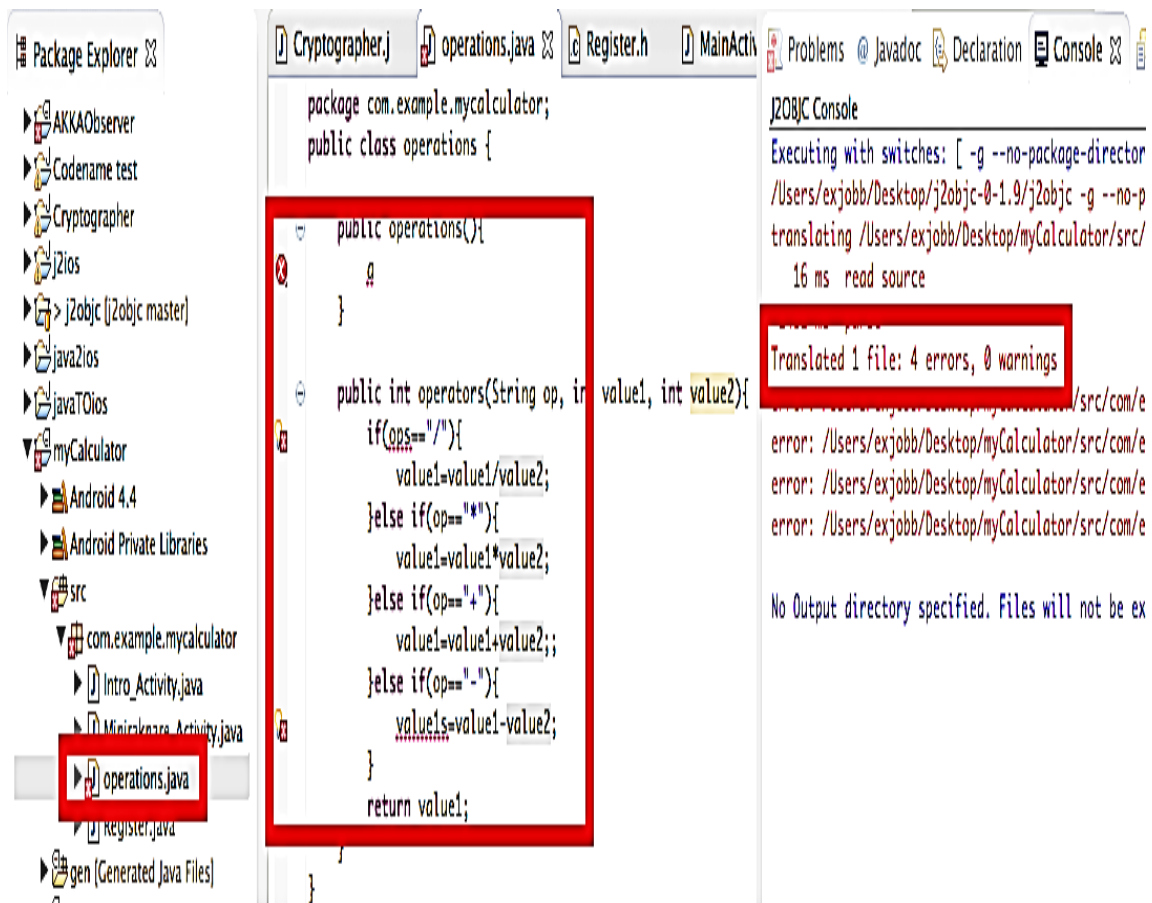 Package Explorer
AKKAObserver
Codename test
Cryptographer
j2ios
> j2objc [j2objc master]
java2ios
javaTOios
myCalculator
Android 4.4
Android Private Libraries
src
com.example.mycalculator
Intro_Activity.java
Miniraknare_Activity.java
operations.java
Register.java
gen [Generated Java Files]
Cryptographer.j
operations.java
Register.h
MainActiv
package com.example.mycalculator;
public class operations {
public operations(){
g
}
public int operators(String op, int value1, int value2){
if(ops=="/"){
value1=value1/value2;
}else if(op=="*"){
value1=value1*value2;
}else if(op=="+"){
value1=value1+value2;;
}else if(op=="-"){
value1s=value1-value2;
}
return value1;
}
}
Problems @ Javadoc Declaration Console
J2OBJC Console
Executing with switches: [ -g --no-package-director
/Users/exjobb/Desktop/j2objc-0-1.9/j2objc -g --no-p
translating /Users/exjobb/Desktop/myCalculator/src/
16 ms read source
Translated 1 file: 4 errors, 0 warnings
/src/com/e
error: /Users/exjobb/Desktop/myCalculator/src/com/e
error: /Users/exjobb/Desktop/myCalculator/src/com/e
error: /Users/exjobb/Desktop/myCalculator/src/com/e
No Output directory specified. Files will not be ex